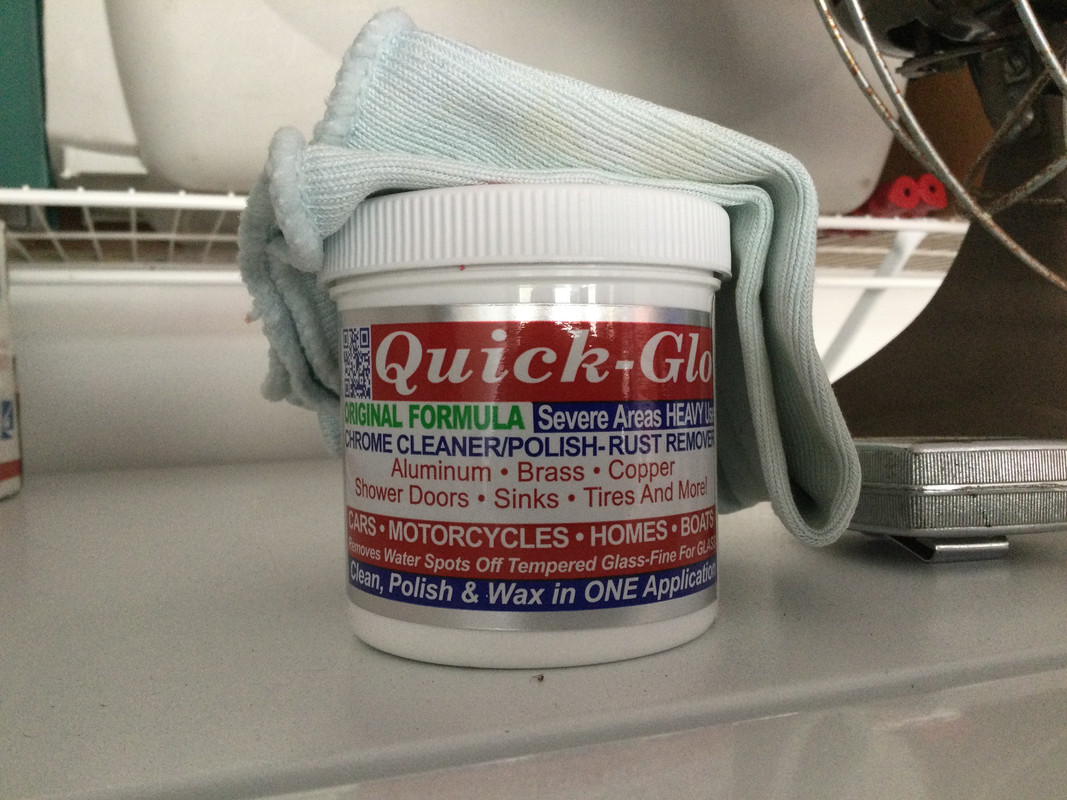 Quick-Glo
ORIGINAL FORMULA Severe Areas HEAVY Us
CHROME CLEANER/POLISH-RUST REMOVER
Aluminum • Brass • Copper
Shower Doors • Sinks • Tires And More!
CARS • MOTORCYCLES • HOMES • BOATS
Removes Water Spots Off Tempered Glass-Fine For GLAS
Clean, Polish & Wax in ONE Application